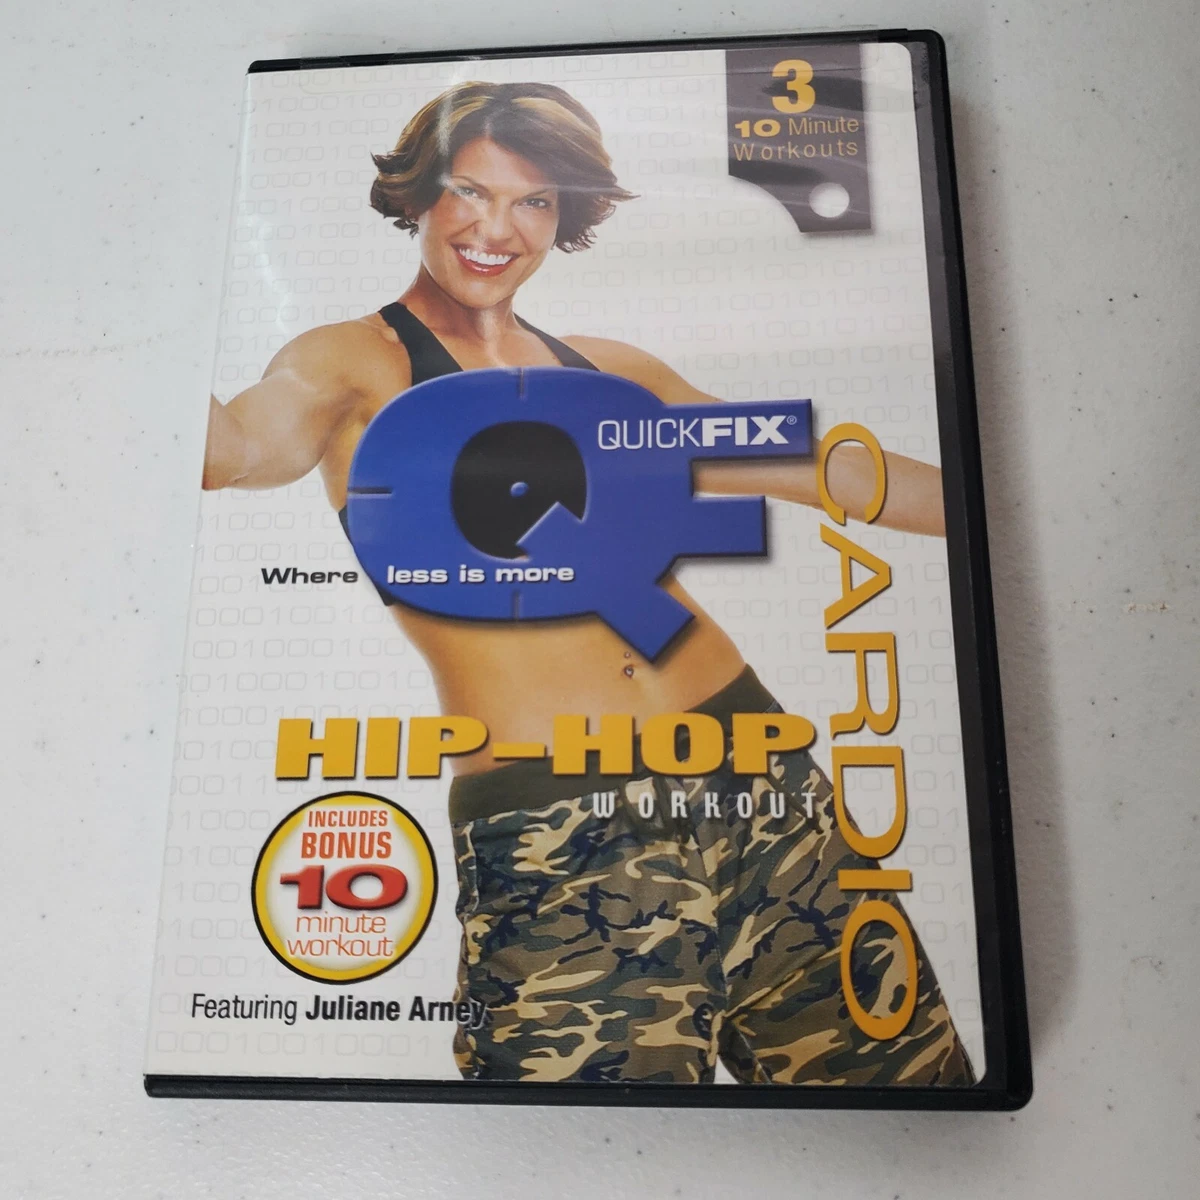 3
10 Minute
Workouts
QUICKFIX®
Where less is more
CARDIO
HIP-HOP
WORKOUT
INCLUDES
BONUS
10
minute
workout
Featuring Juliane Arney